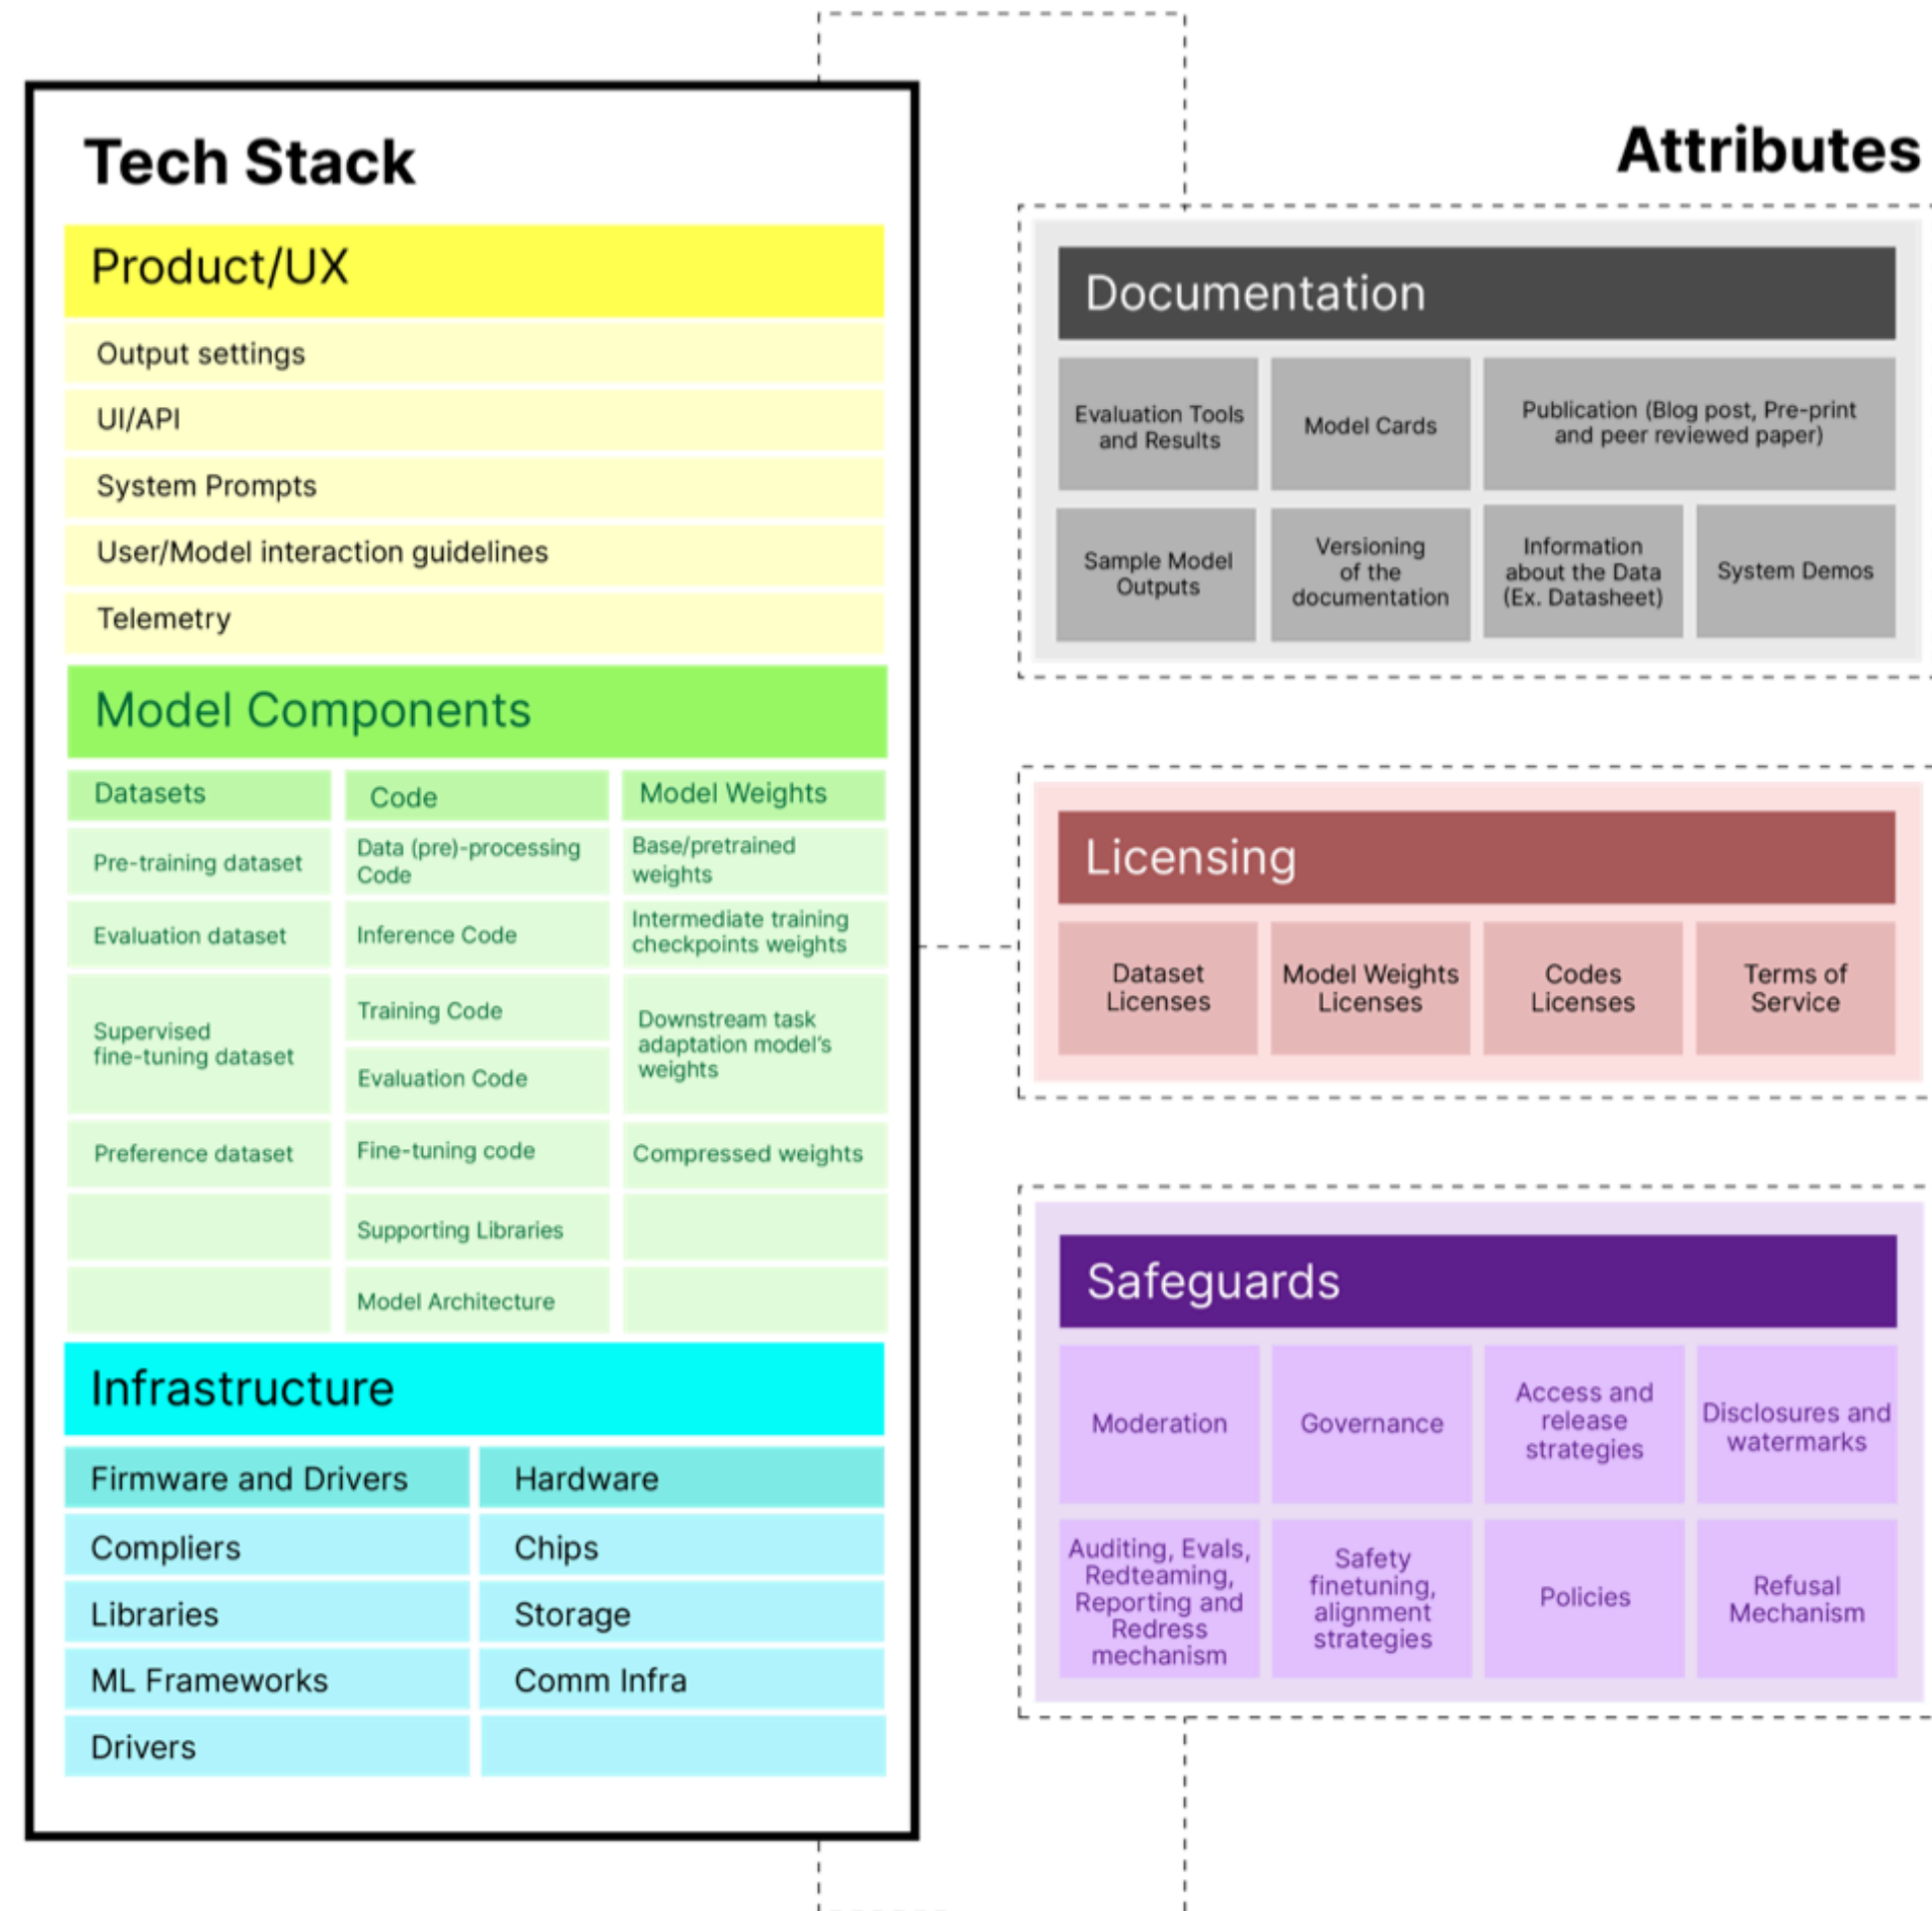 Tech Stack
Product/UX
Output settings
UI/API
System Prompts
User/Model interaction guidelines
Telemetry
Model Components
Datasets
Pre-training dataset
Evaluation dataset
Supervised
fine-tuning dataset
Preference dataset
Code
Data (pre)-processing
Code
Inference Code
Training Code
Evaluation Code
Fine-tuning code
Supporting Libraries
Model Architecture
Model Weights
Base/pretrained
weights
Intermediate training
checkpoints weights
Downstream task
adaptation model's
weights
Compressed weights
Infrastructure
Firmware and Drivers
Compliers
Libraries
ML Frameworks
Drivers
Hardware
Chips
Storage
Comm Infra
Attributes
Documentation
Evaluation Tools
and Results
Model Cards
Publication (Blog post, Pre-print
and peer reviewed paper)
Sample Model
Outputs
Versioning
of the
documentation
Information
about the Data
(Ex. Datasheet)
System Demos
Licensing
Dataset
Licenses
Model Weights
Licenses
Codes
Licenses
Terms of
Service
Safeguards
Moderation
Governance
Access and
release
strategies
Disclosures and
watermarks
Auditing, Evals,
Redteaming,
Reporting and
Redress
mechanism
Safety
finetuning,
alignment
strategies
Policies
Refusal
Mechanism